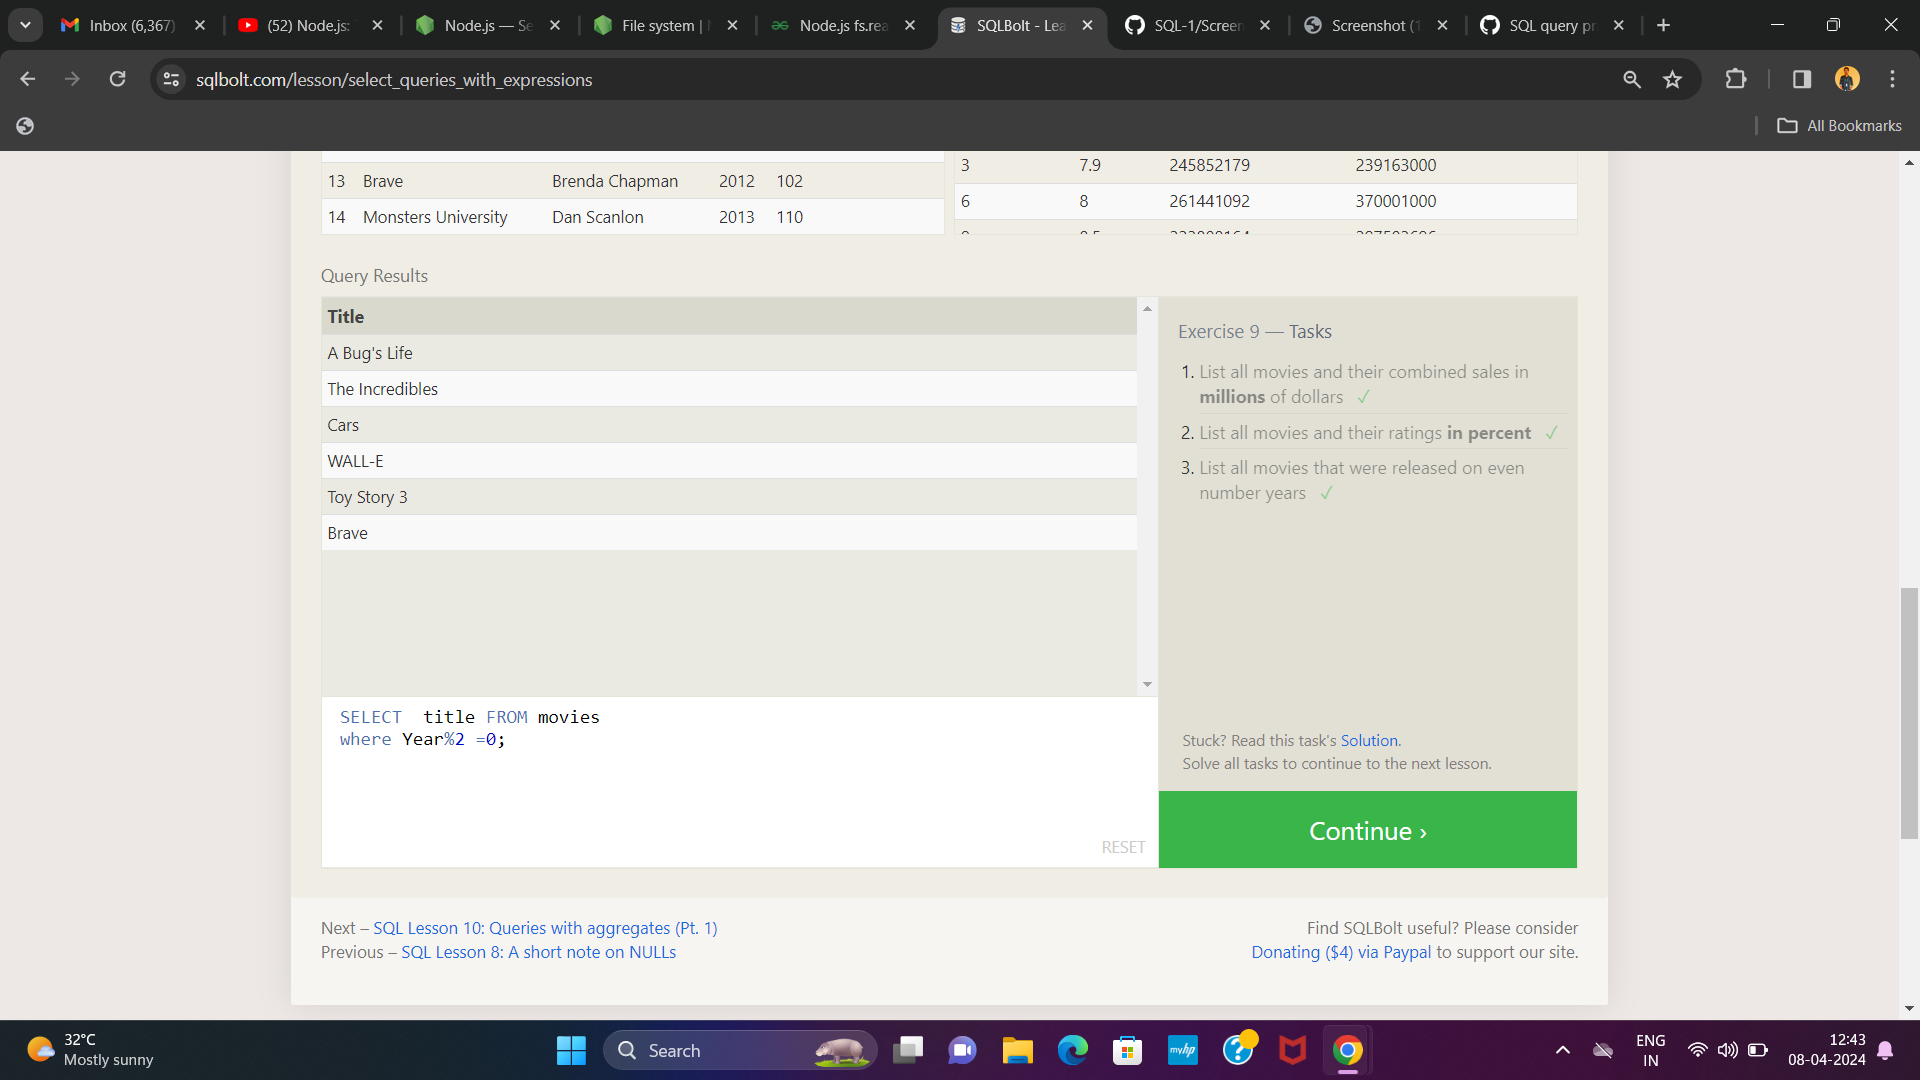 Inbox (6,367)
(52) Node.js:
Node.js — Se
File system |
Node.js fs.rea
SQLBolt - Lea
SQL-1/Screen
Screenshot (1
SQL query pr
sqlbolt.com/lesson/select_queries_with_expressions
All Bookmarks
13 Brave Brenda Chapman 2012 102
14 Monsters University Dan Scanlon 2013 110
3 7.9 245852179 239163000
6 8 261441092 370001000
Query Results
Title
A Bug's Life
The Incredibles
Cars
WALL-E
Toy Story 3
Brave
Exercise 9 — Tasks
1. List all movies and their combined sales in
millions of dollars ✓
2. List all movies and their ratings in percent ✓
3. List all movies that were released on even
number years ✓
SELECT title FROM movies
where Year%2 =0;
RESET
Stuck? Read this task's Solution.
Solve all tasks to continue to the next lesson.
Continue ›
Next – SQL Lesson 10: Queries with aggregates (Pt. 1)
Previous – SQL Lesson 8: A short note on NULLs
Find SQLBolt useful? Please consider
Donating ($4) via Paypal to support our site.
32°C
Mostly sunny
Search
myhp
ENG
IN
12:43
08-04-2024